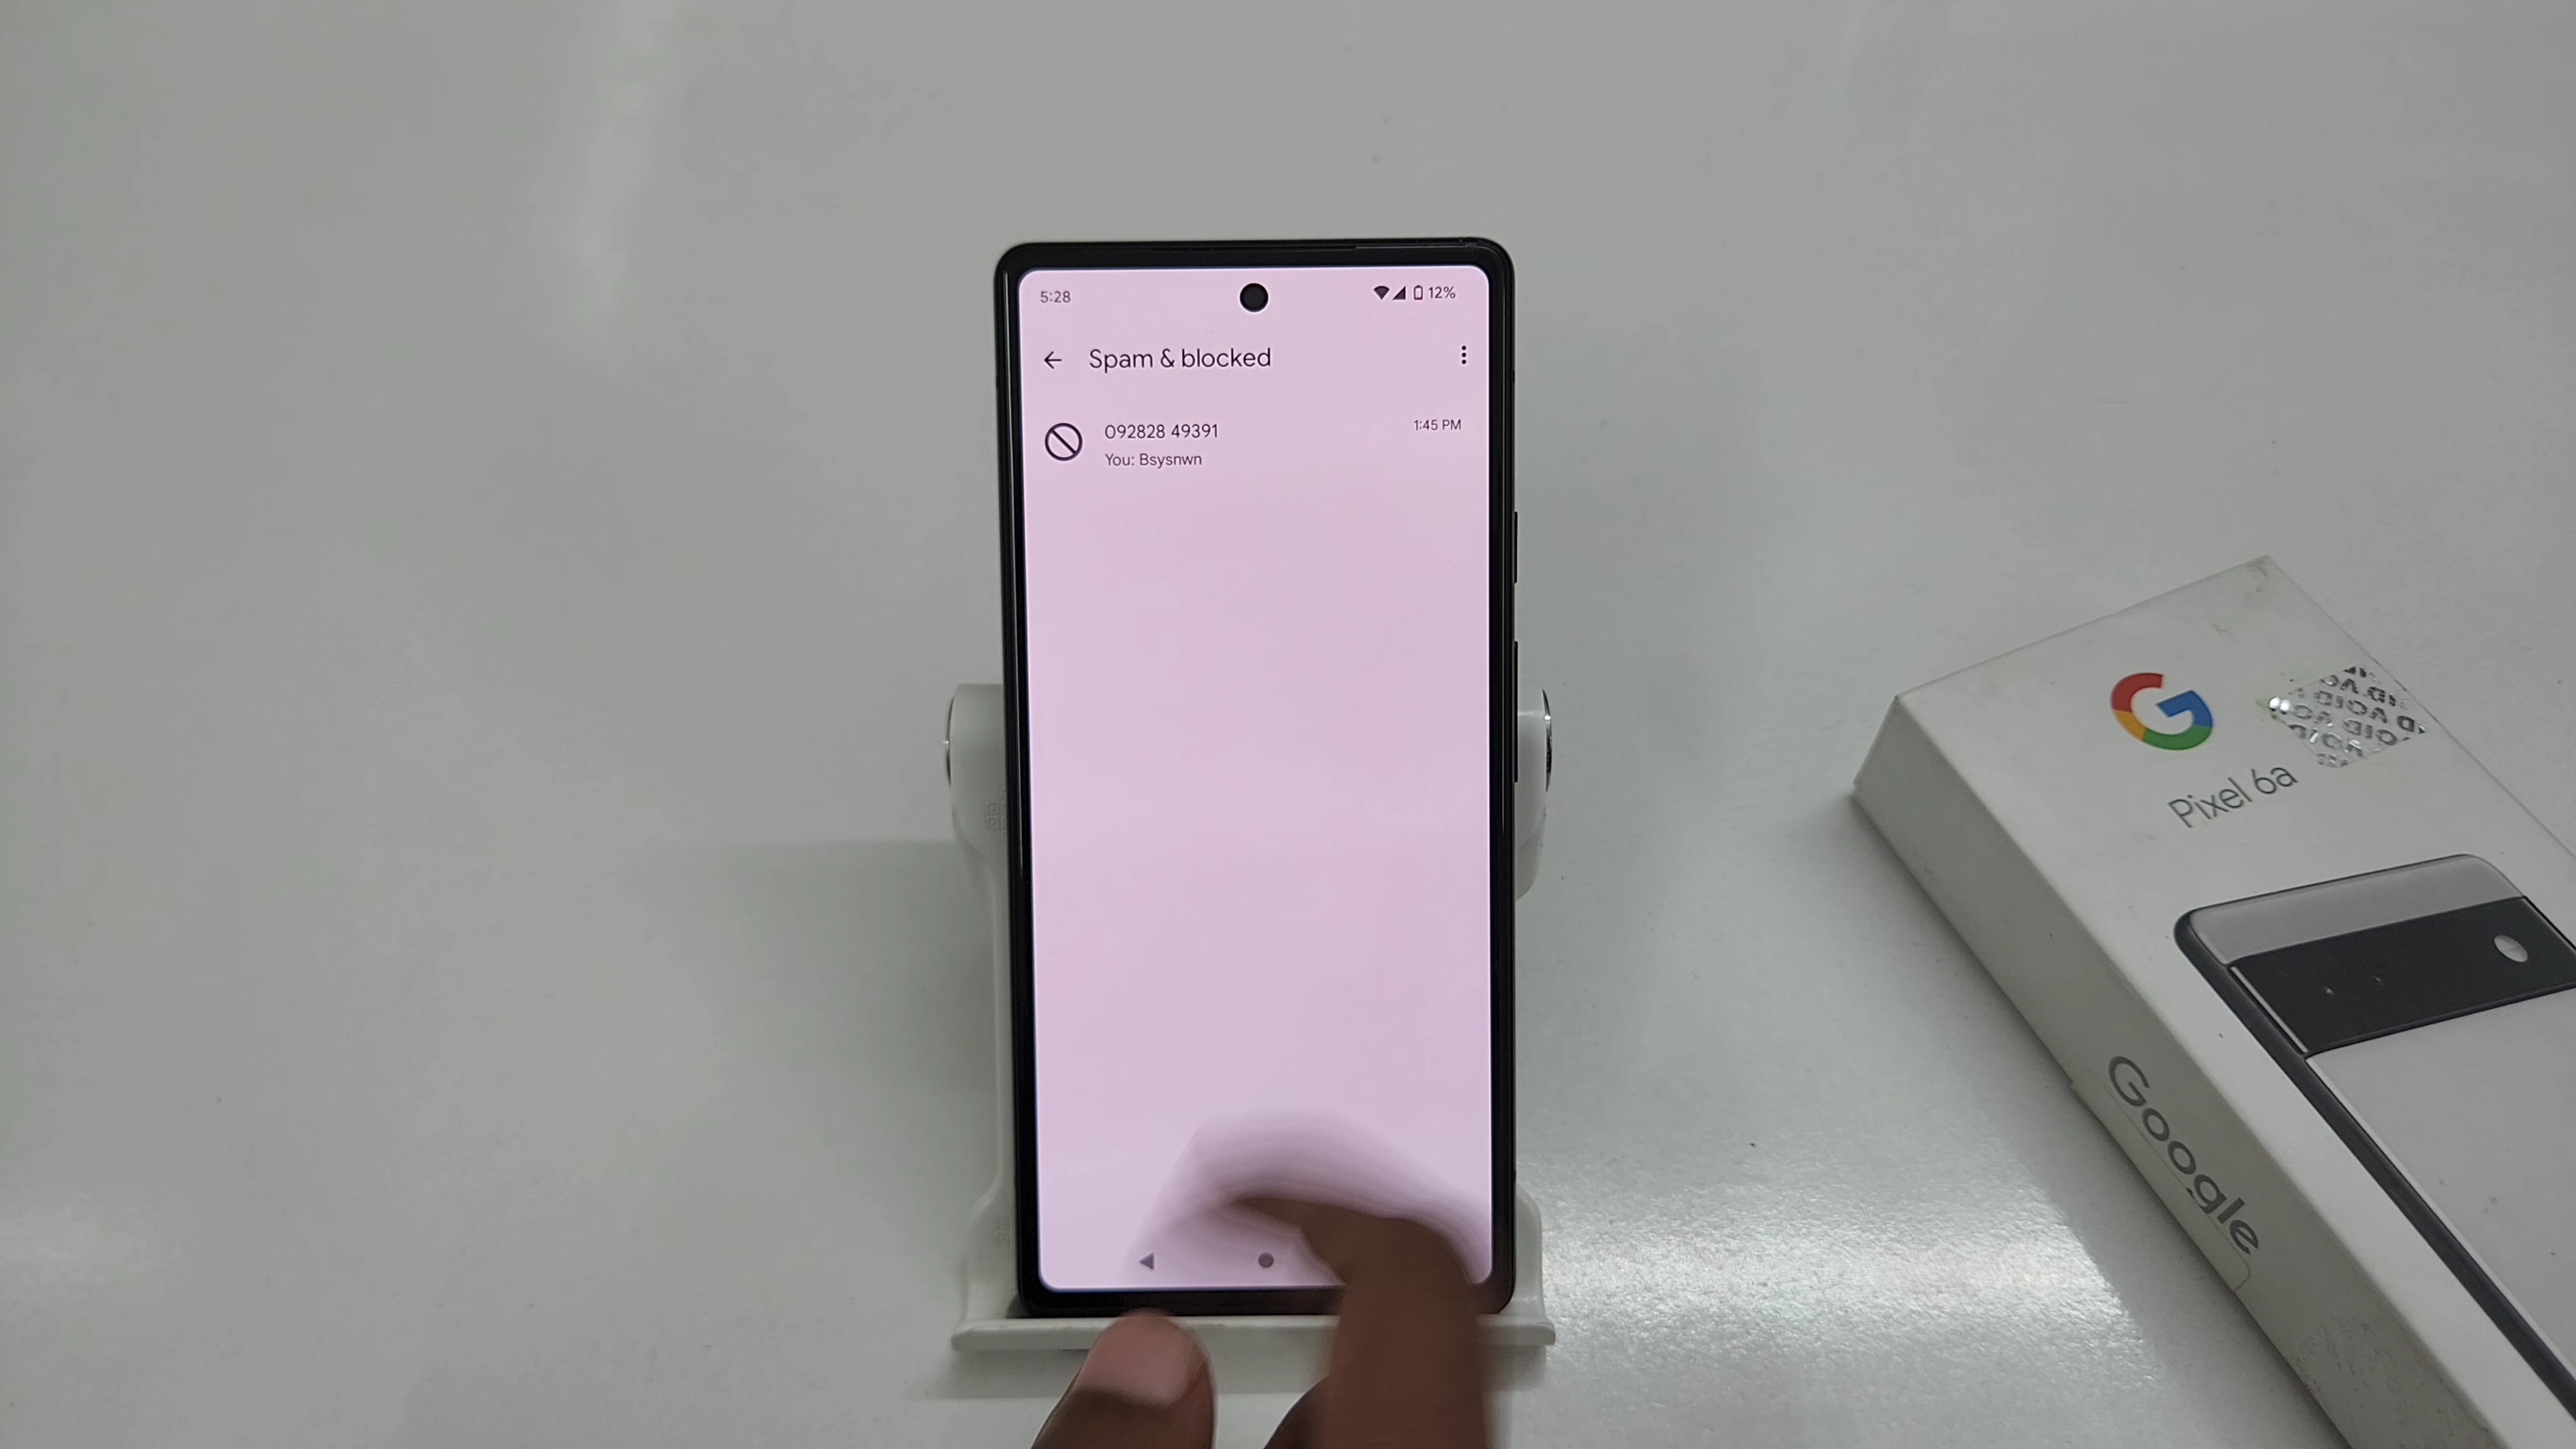 5:28
12%
Spam & blocked
092828 49391
1:45 PM
You: Bsysnwn
G
Pixel 6a
Google